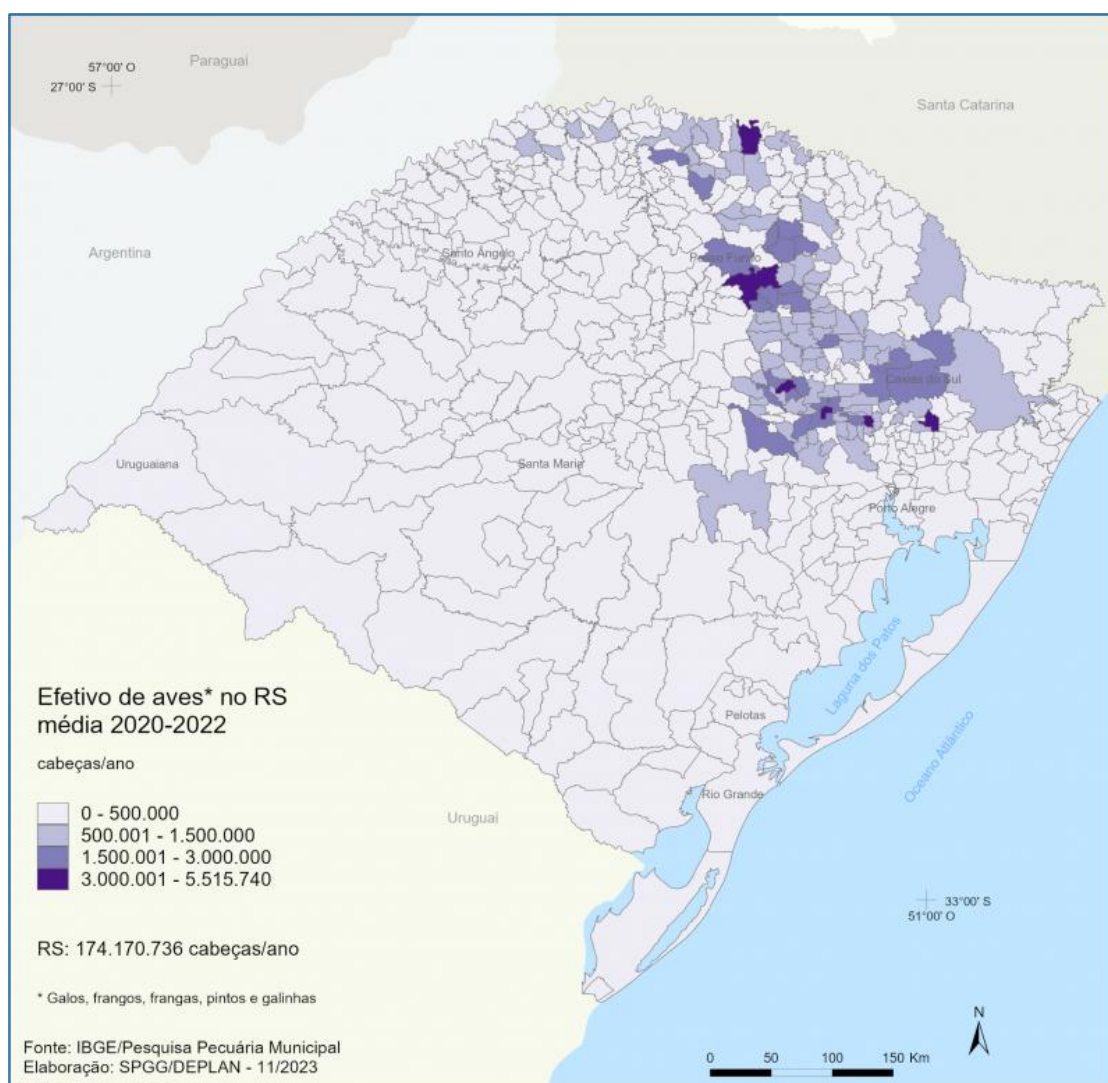 Paraguai
57°00' O
27°00' S
Santa Catarina
Argentina
Santo Ângelo
Passo Fundo
Caxias do Sul
Uruguaiana
Santa Maria
Porto Alegre
Laguna dos Patos
Efetivo de aves* no RS
média 2020-2022
Pelotas
Oceano Atlântico
cabeças/ano
Rio Grande
0 - 500.000
Uruguai
500.001 - 1.500.000
1.500.001 - 3.000.000
3.000.001 - 5.515.740
33°00' S
51°00' O
RS: 174.170.736 cabeças/ano
* Galos, frangos, frangas, pintos e galinhas
N
Fonte: IBGE/Pesquisa Pecuária Municipal
Elaboração: SPGG/DEPLAN - 11/2023
0 50 100 150 Km